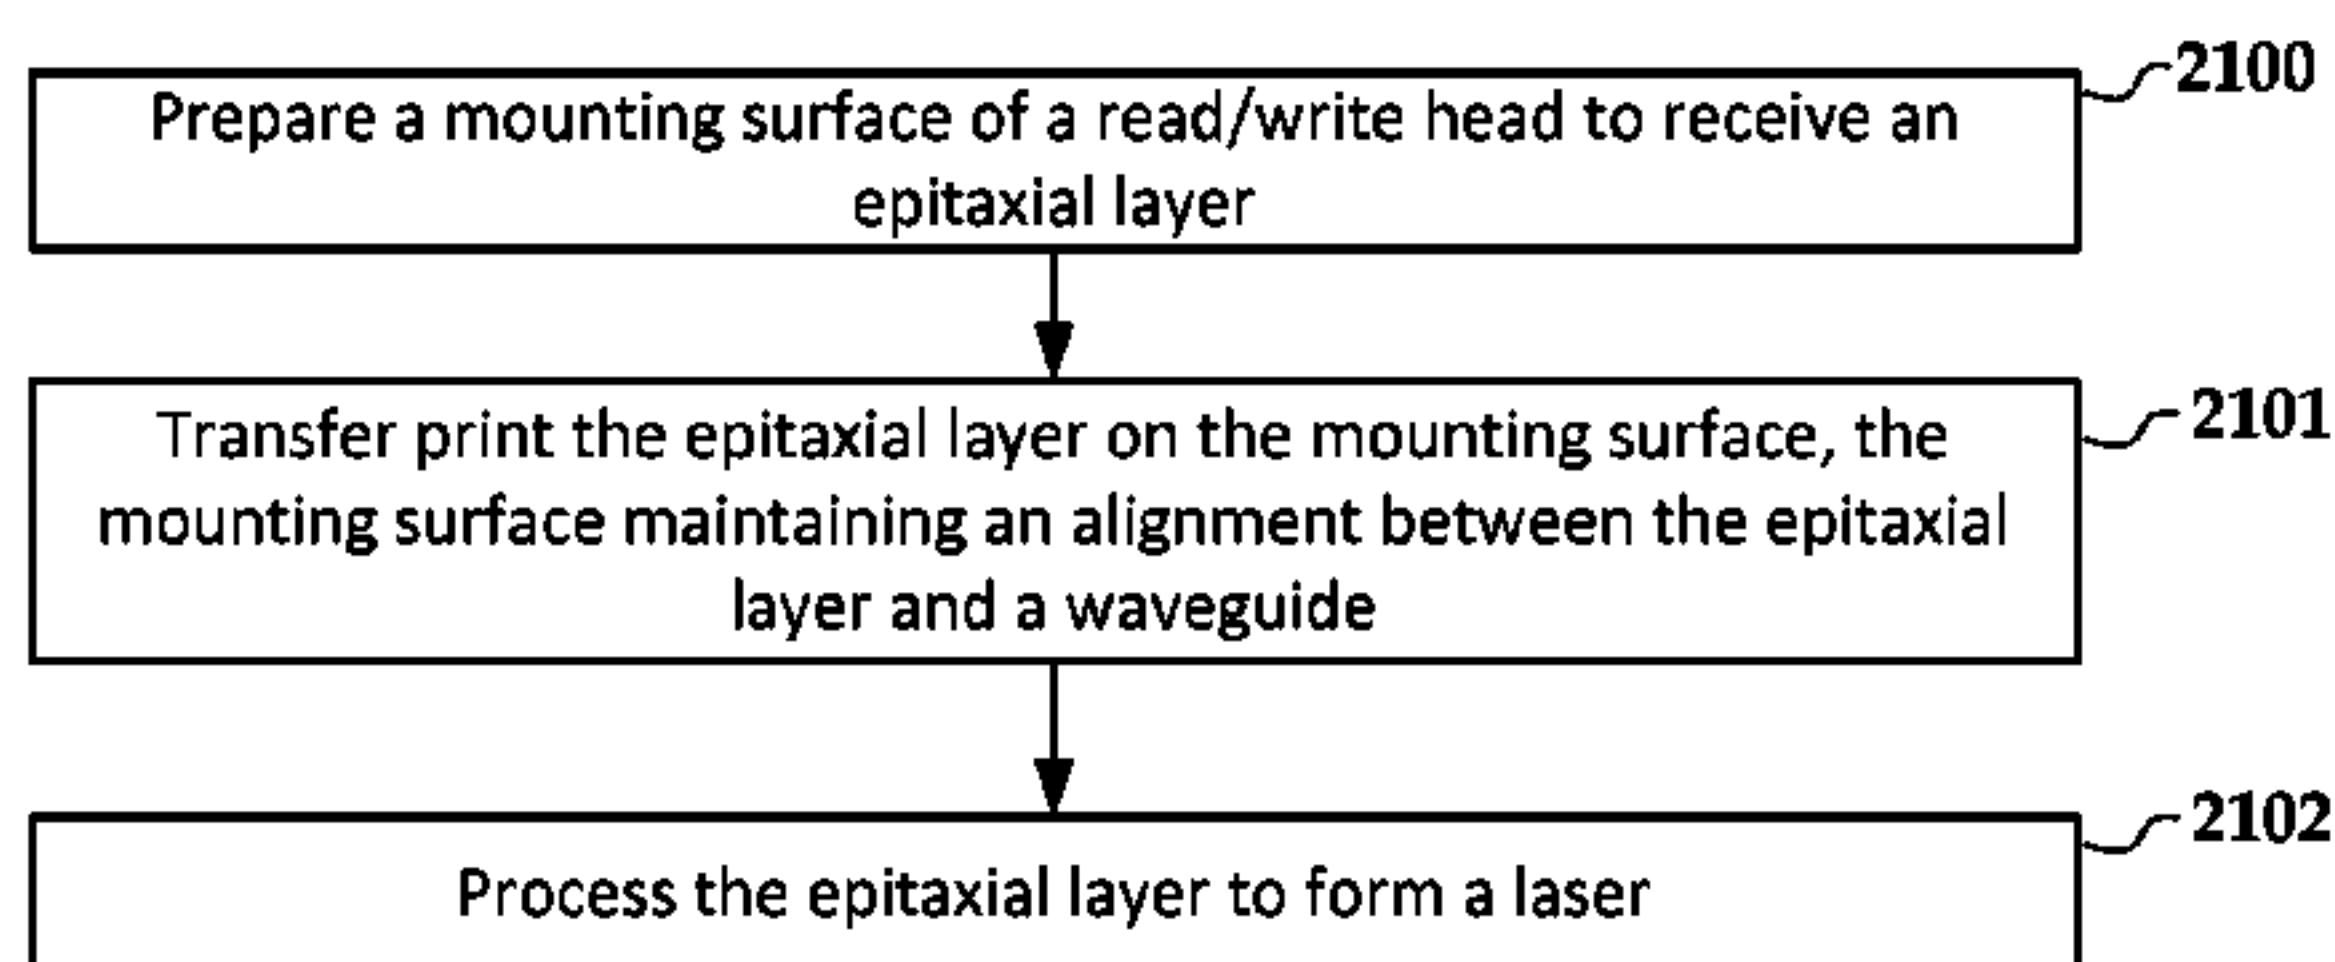 2100
Prepare a mounting surface of a read/write head to receive an
epitaxial layer
2101
Transfer print the epitaxial layer on the mounting surface, the
mounting surface maintaining an alignment between the epitaxial
layer and a waveguide
2102
Process the epitaxial layer to form a laser